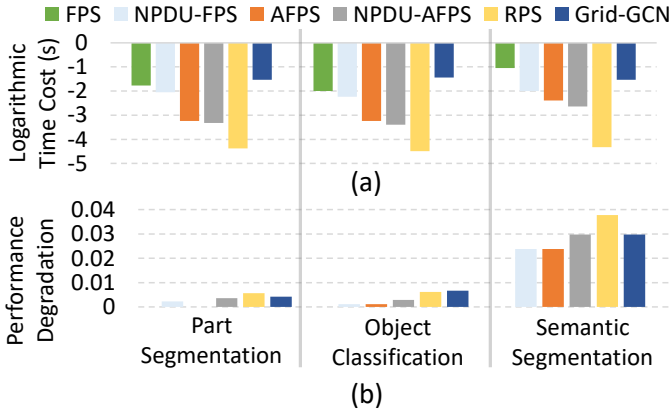 FPS NPDU-FPS AFPS NPDU-AFPS RPS Grid-GCN
Logarithmic
Time Cost (s)
0
-1
-2
-3
-4
-5
(a)
Performance
Degradation
0.04
0.03
0.02
0.01
0
Part
Segmentation
Object
Classification
Semantic
Segmentation
(b)